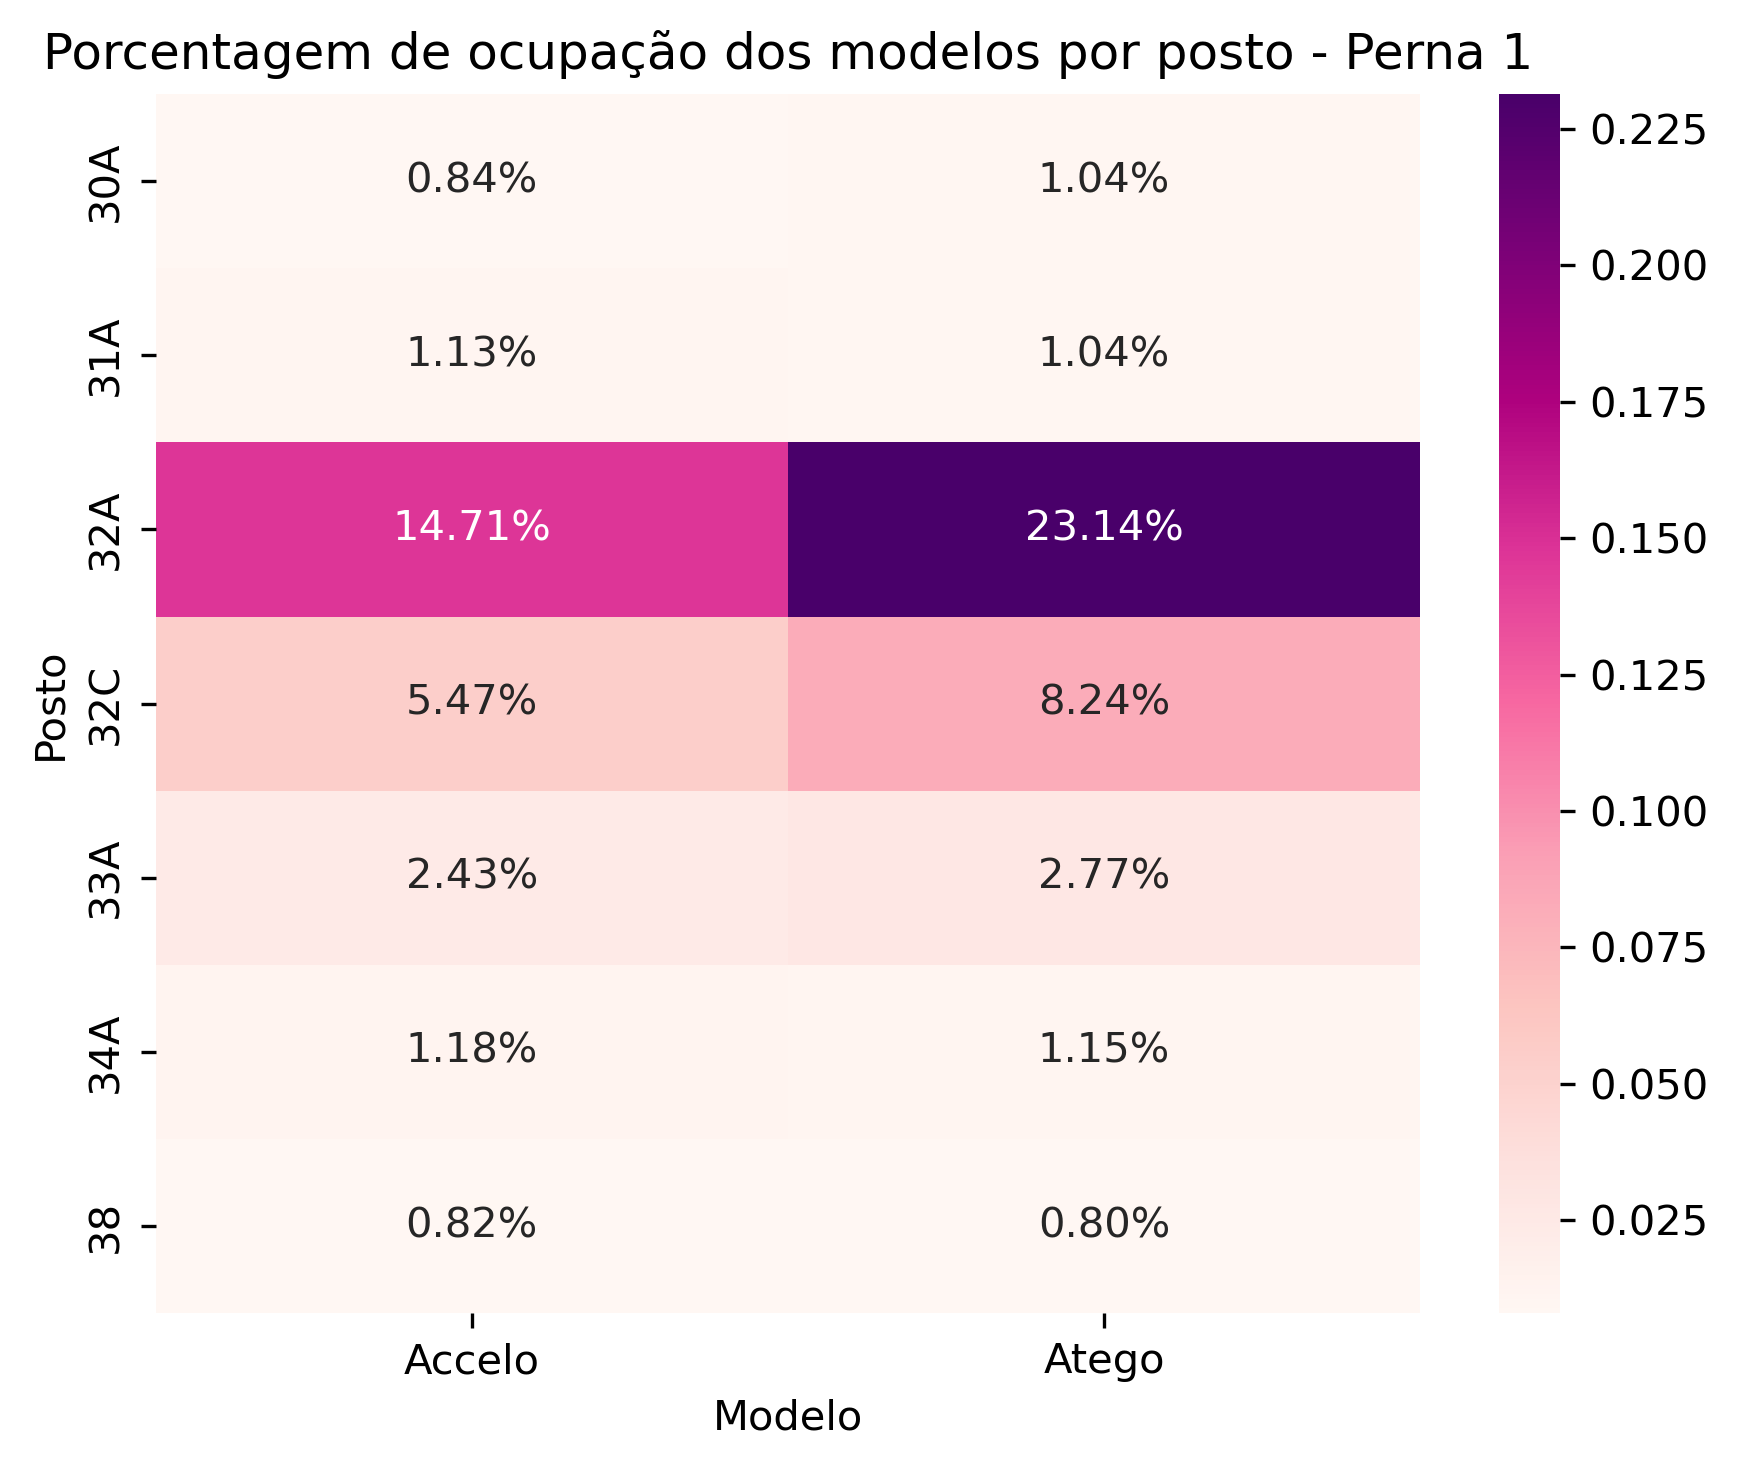 Porcentagem de ocupação dos modelos por posto - Perna 1
Posto
30A 0.84% 1.04%
31A 1.13% 1.04%
32A 14.71% 23.14%
32C 5.47% 8.24%
33A 2.43% 2.77%
34A 1.18% 1.15%
38 0.82% 0.80%
Accelo Atego
Modelo
0.225
0.200
0.175
0.150
0.125
0.100
0.075
0.050
0.025